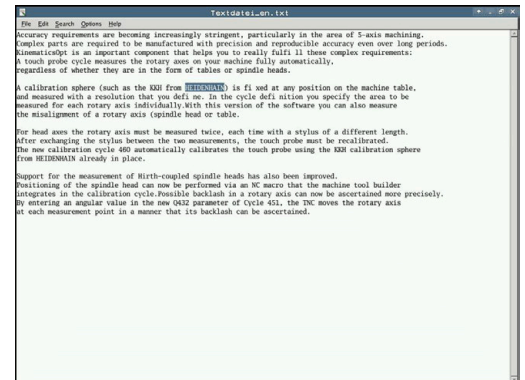 Textdatei_en.txt
File Edit Search Options Help
Accuracy requirements are becoming increasingly stringent, particularly in the area of 5-axis machining.
Complex parts are required to be manufactured with precision and reproducible accuracy even over long periods.
KinematicsOpt is an important component that helps you to really fulfi ll these complex requirements:
A touch probe cycle measures the rotary axes on your machine fully automatically,
regardless of whether they are in the form of tables or spindle heads.
A calibration sphere (such as the KKH from HEIDENHAIN) is fi xed at any position on the machine table,
and measured with a resolution that you defi ne. In the cycle defi nition you specify the area to be
measured for each rotary axis individually.With this version of the software you can also measure
the misalignment of a rotary axis (spindle head or table.
For head axes the rotary axis must be measured twice, each time with a stylus of a different length.
After exchanging the stylus between the two measurements, the touch probe must be recalibrated.
The new calibration cycle 460 automatically calibrates the touch probe using the KKH calibration sphere
from HEIDENHAIN already in place.
Support for the measurement of Hirth-coupled spindle heads has also been improved.
Positioning of the spindle head can now be performed via an NC macro that the machine tool builder
integrates in the calibration cycle.Possible backlash in a rotary axis can now be ascertained more precisely.
By entering an angular value in the new Q432 parameter of Cycle 451, the TNC moves the rotary axis
at each measurement point in a manner that its backlash can be ascertained.